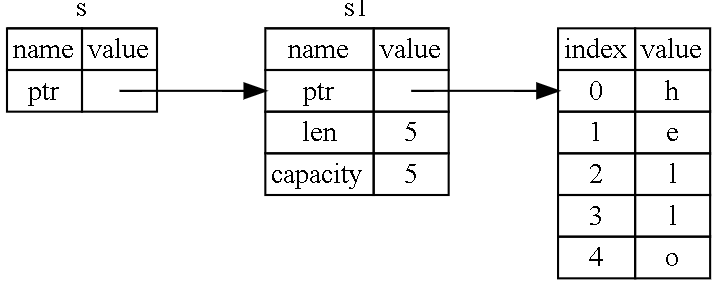 s
name value
ptr
s1
name value
ptr
len 5
capacity 5
index value
0 h
1 e
2 l
3 l
4 o